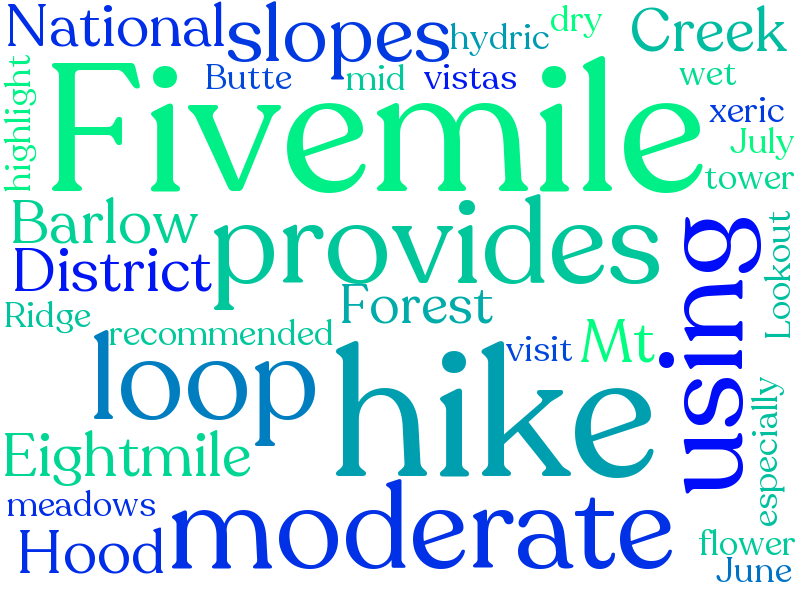 National
slopes
hydric
dry
Creek
highlight
Butte
mid
vistas
wet
Fivemile
xeric
July
tower
Barlow
provides
District
using
Lookout
Ridge
Forest
recommended
loop
hike
visit
Mt
Eightmile
especially
meadows
moderate
Hood
flower
June